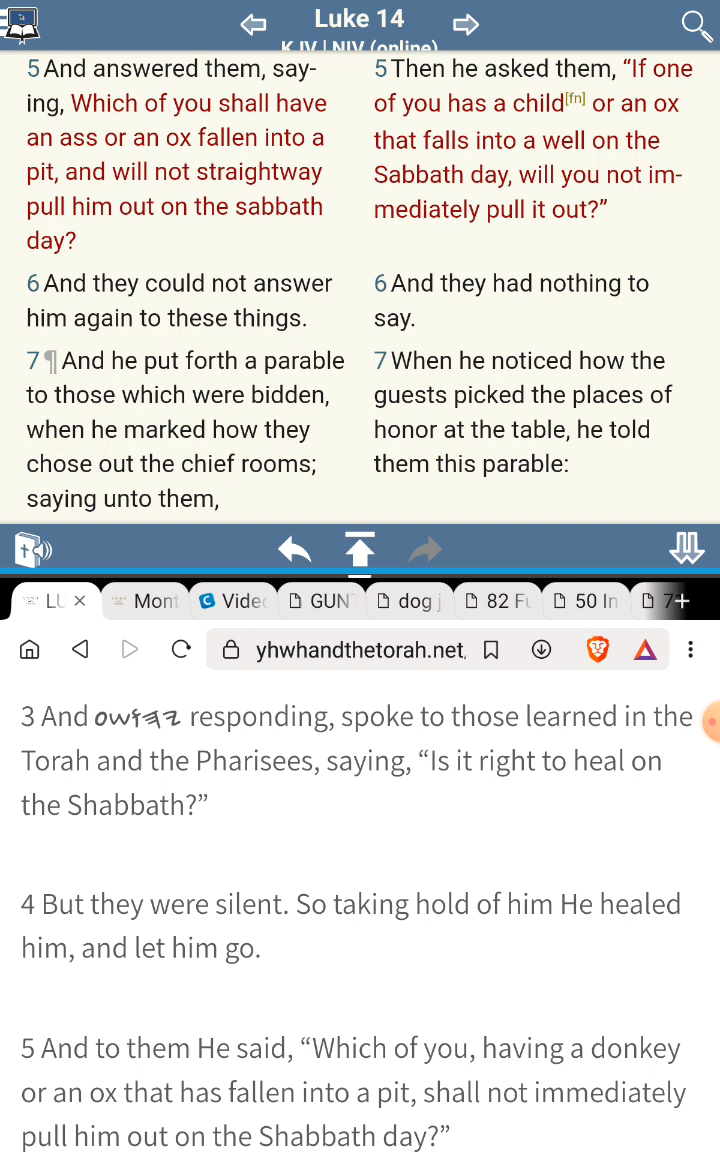 Luke 14
KJV | NIV (online)
5 And answered them, say-
ing, Which of you shall have
an ass or an ox fallen into a
pit, and will not straightway
pull him out on the sabbath
day?
6 And they could not answer
him again to these things.
7 ¶ And he put forth a parable
to those which were bidden,
when he marked how they
chose out the chief rooms;
saying unto them,
5 Then he asked them, “If one
of you has a child[fn] or an ox
that falls into a well on the
Sabbath day, will you not im-
mediately pull it out?”
6 And they had nothing to
say.
7 When he noticed how the
guests picked the places of
honor at the table, he told
them this parable:
LU × Mont Vide GUNT dog j 82 Fu 50 In 7 +
yhwhandthetorah.net,
3 And responding, spoke to those learned in the
Torah and the Pharisees, saying, “Is it right to heal on
the Shabbath?”
4 But they were silent. So taking hold of him He healed
him, and let him go.
5 And to them He said, “Which of you, having a donkey
or an ox that has fallen into a pit, shall not immediately
pull him out on the Shabbath day?”